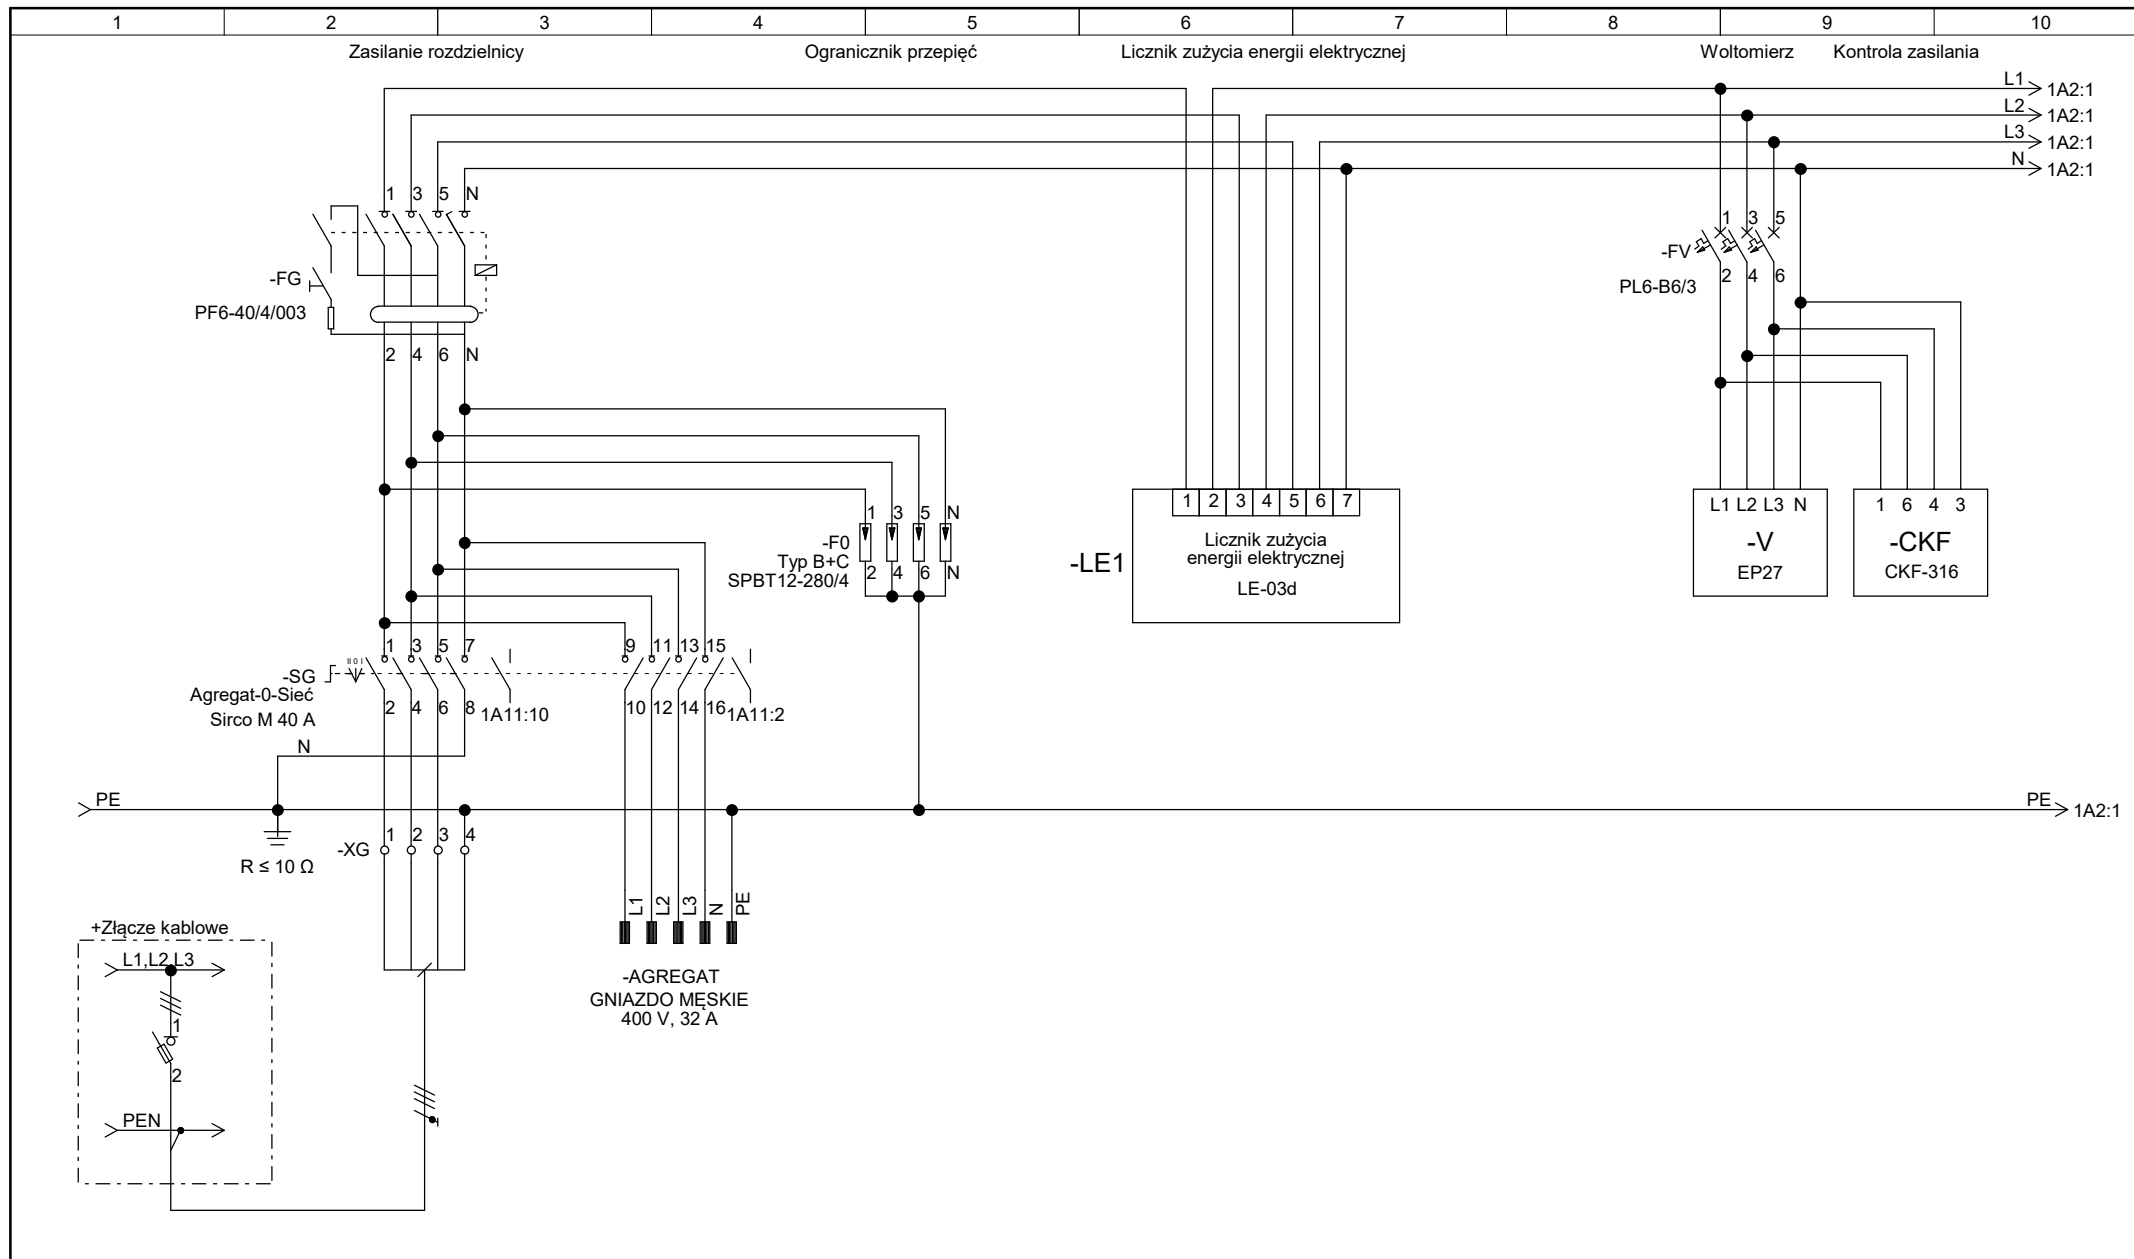 1 2 3 4 5 6 7 8 9 10
Zasilanie rozdzielnicy Ogranicznik przepięć Licznik zużycia energii elektrycznej Woltomierz Kontrola zasilania
L1 1A2:1
L2 1A2:1
L3 1A2:1
N 1A2:1
1 3 5 N
1 3 5
-FV
2 4 6
PL6-B6/3
-FG
PF6-40/4/003
2 4 6 N
1 2 3 4 5 6 7
Licznik zużycia
energii elektrycznej
LE-03d
-LE1
L1 L2 L3 N
-V
EP27
1 6 4 3
-CKF
CKF-316
1 3 5 N
-F0
Typ B+C
SPBT12-280/4
2 4 6 N
1 3 5 7 9 11 13 15
II 0 I
-SG
Agregat-0-Sieć
Sirco M 40 A
2 4 6 8 1A11:10 10 12 14 16 1A11:2
N
PE PE 1A2:1
1 2 3 4
-XG
R ≤ 10 Ω
L1 L2 L3 N PE
-AGREGAT
GNIAZDO MĘSKIE
400 V, 32 A
+Złącze kablowe
L1,L2,L3
1
2
PEN